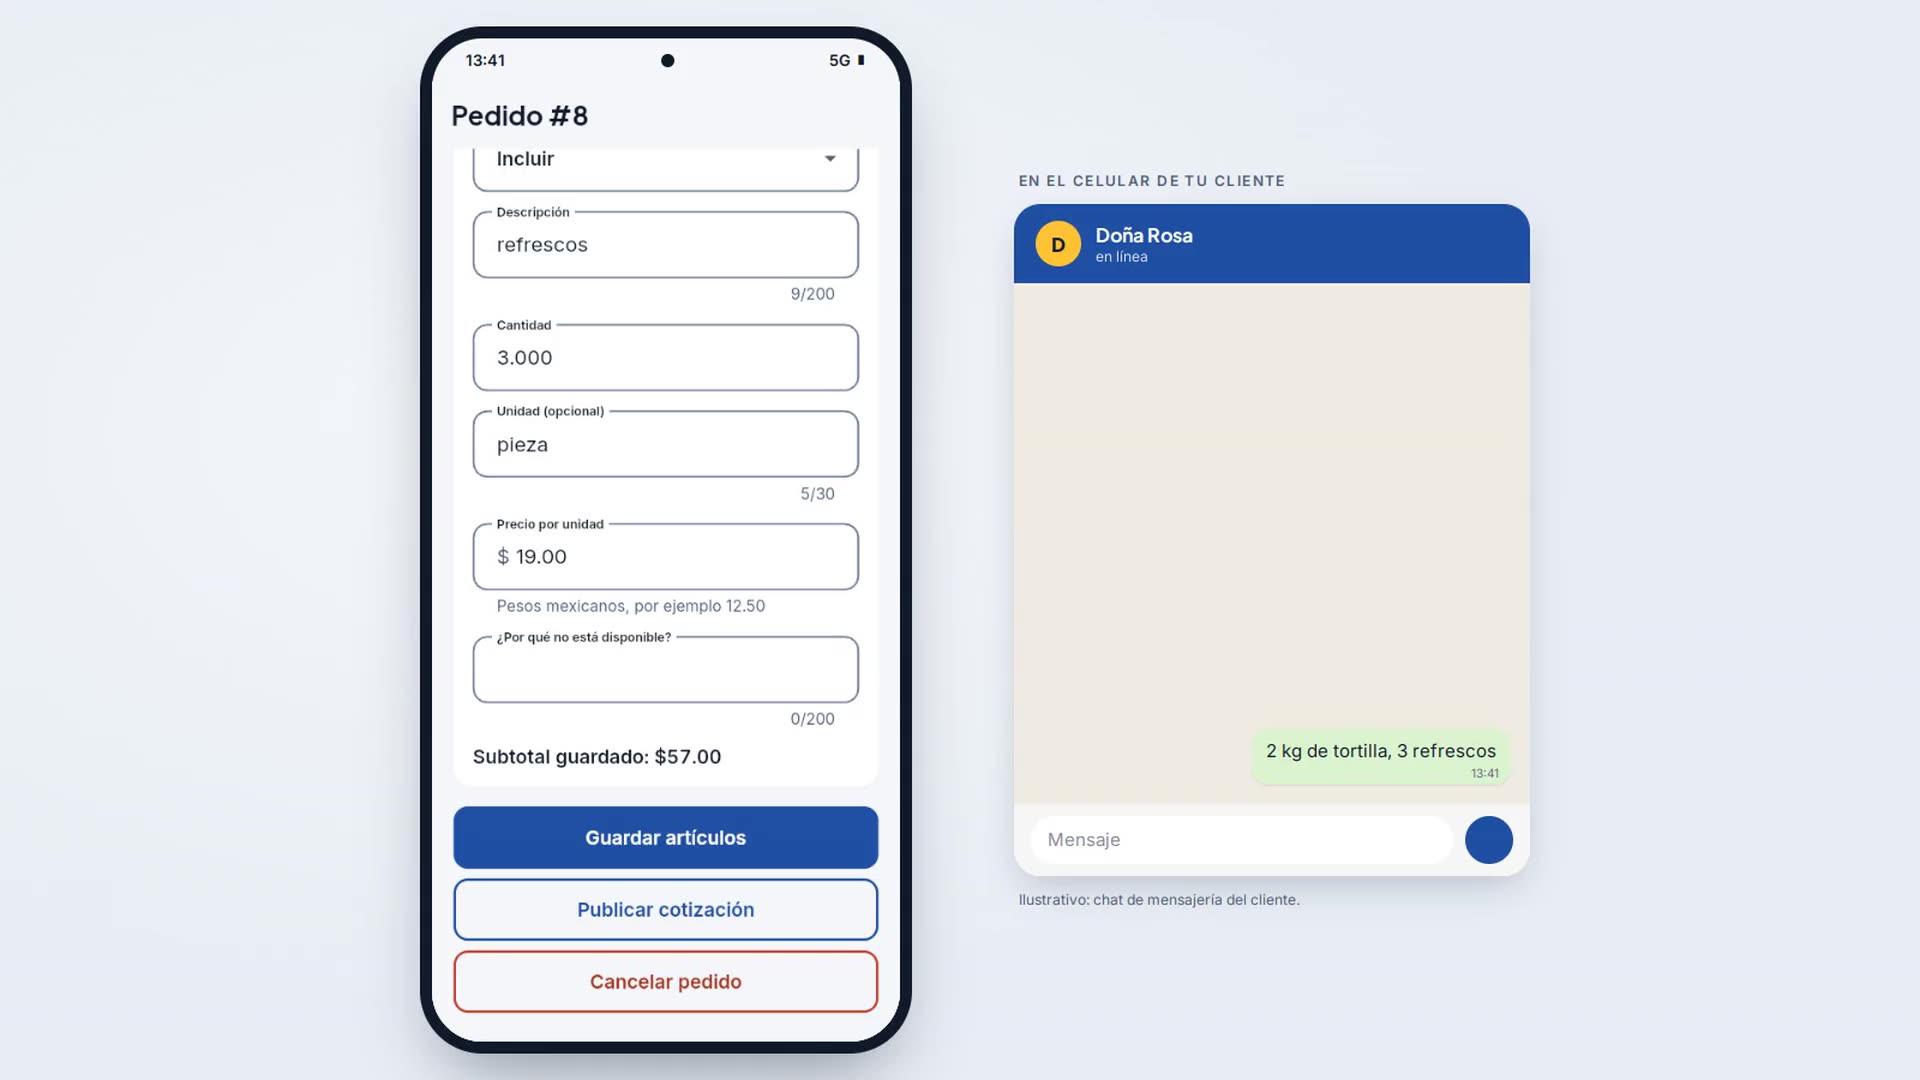 13:41
5G
Pedido #8
Incluir
Descripción
refrescos
9/200
Cantidad
3.000
Unidad (opcional)
pieza
5/30
Precio por unidad
$ 19.00
Pesos mexicanos, por ejemplo 12.50
¿Por qué no está disponible?
0/200
Subtotal guardado: $57.00
Guardar artículos
Publicar cotización
Cancelar pedido
EN EL CELULAR DE TU CLIENTE
D
Doña Rosa
en línea
2 kg de tortilla, 3 refrescos
13:41
Mensaje
Ilustrativo: chat de mensajería del cliente.